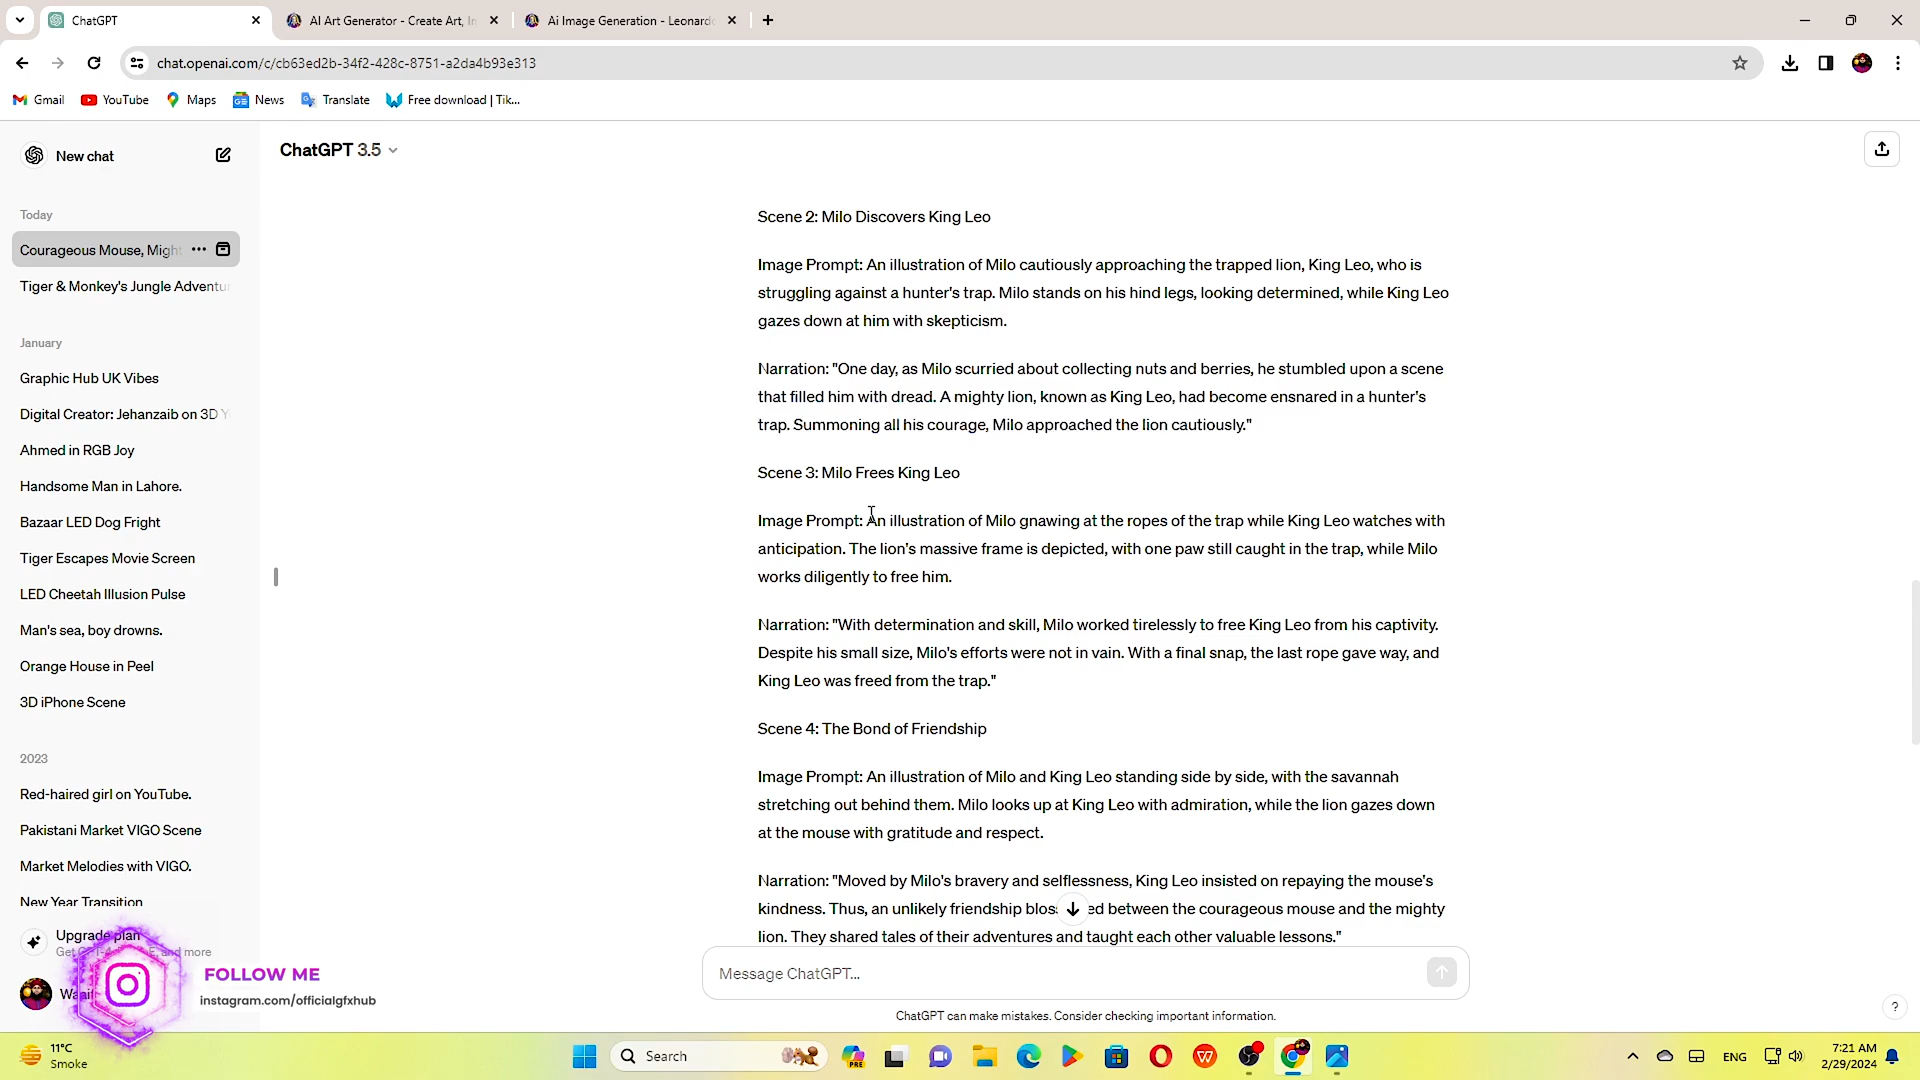 ChatGPT
AI Art Generator - Create Art, In
Ai Image Generation - Leonardo
chat.openai.com/c/cb63ed2b-34f2-428c-8751-a2da4b93e313
Gmail
YouTube
Maps
News
Translate
Free download | Tik...
New chat
ChatGPT 3.5
Today
Courageous Mouse, Might
Tiger & Monkey's Jungle Adventur
January
Graphic Hub UK Vibes
Digital Creator: Jehanzaib on 3D Y
Ahmed in RGB Joy
Handsome Man in Lahore.
Bazaar LED Dog Fright
Tiger Escapes Movie Screen
LED Cheetah Illusion Pulse
Man's sea, boy drowns.
Orange House in Peel
3D iPhone Scene
2023
Red-haired girl on YouTube.
Pakistani Market VIGO Scene
Market Melodies with VIGO.
New Year Transition
Upgrade plan
and more
FOLLOW ME
instagram.com/officialgfxhub
Scene 2: Milo Discovers King Leo
Image Prompt: An illustration of Milo cautiously approaching the trapped lion, King Leo, who is
struggling against a hunter's trap. Milo stands on his hind legs, looking determined, while King Leo
gazes down at him with skepticism.
Narration: "One day, as Milo scurried about collecting nuts and berries, he stumbled upon a scene
that filled him with dread. A mighty lion, known as King Leo, had become ensnared in a hunter's
trap. Summoning all his courage, Milo approached the lion cautiously."
Scene 3: Milo Frees King Leo
Image Prompt: An illustration of Milo gnawing at the ropes of the trap while King Leo watches with
anticipation. The lion's massive frame is depicted, with one paw still caught in the trap, while Milo
works diligently to free him.
Narration: "With determination and skill, Milo worked tirelessly to free King Leo from his captivity.
Despite his small size, Milo's efforts were not in vain. With a final snap, the last rope gave way, and
King Leo was freed from the trap."
Scene 4: The Bond of Friendship
Image Prompt: An illustration of Milo and King Leo standing side by side, with the savannah
stretching out behind them. Milo looks up at King Leo with admiration, while the lion gazes down
at the mouse with gratitude and respect.
Narration: "Moved by Milo's bravery and selflessness, King Leo insisted on repaying the mouse's
kindness. Thus, an unlikely friendship blos ed between the courageous mouse and the mighty
lion. They shared tales of their adventures and taught each other valuable lessons."
Message ChatGPT...
ChatGPT can make mistakes. Consider checking important information.
?
11°C
Smoke
Search
PRE
ENG
7:21 AM
2/29/2024